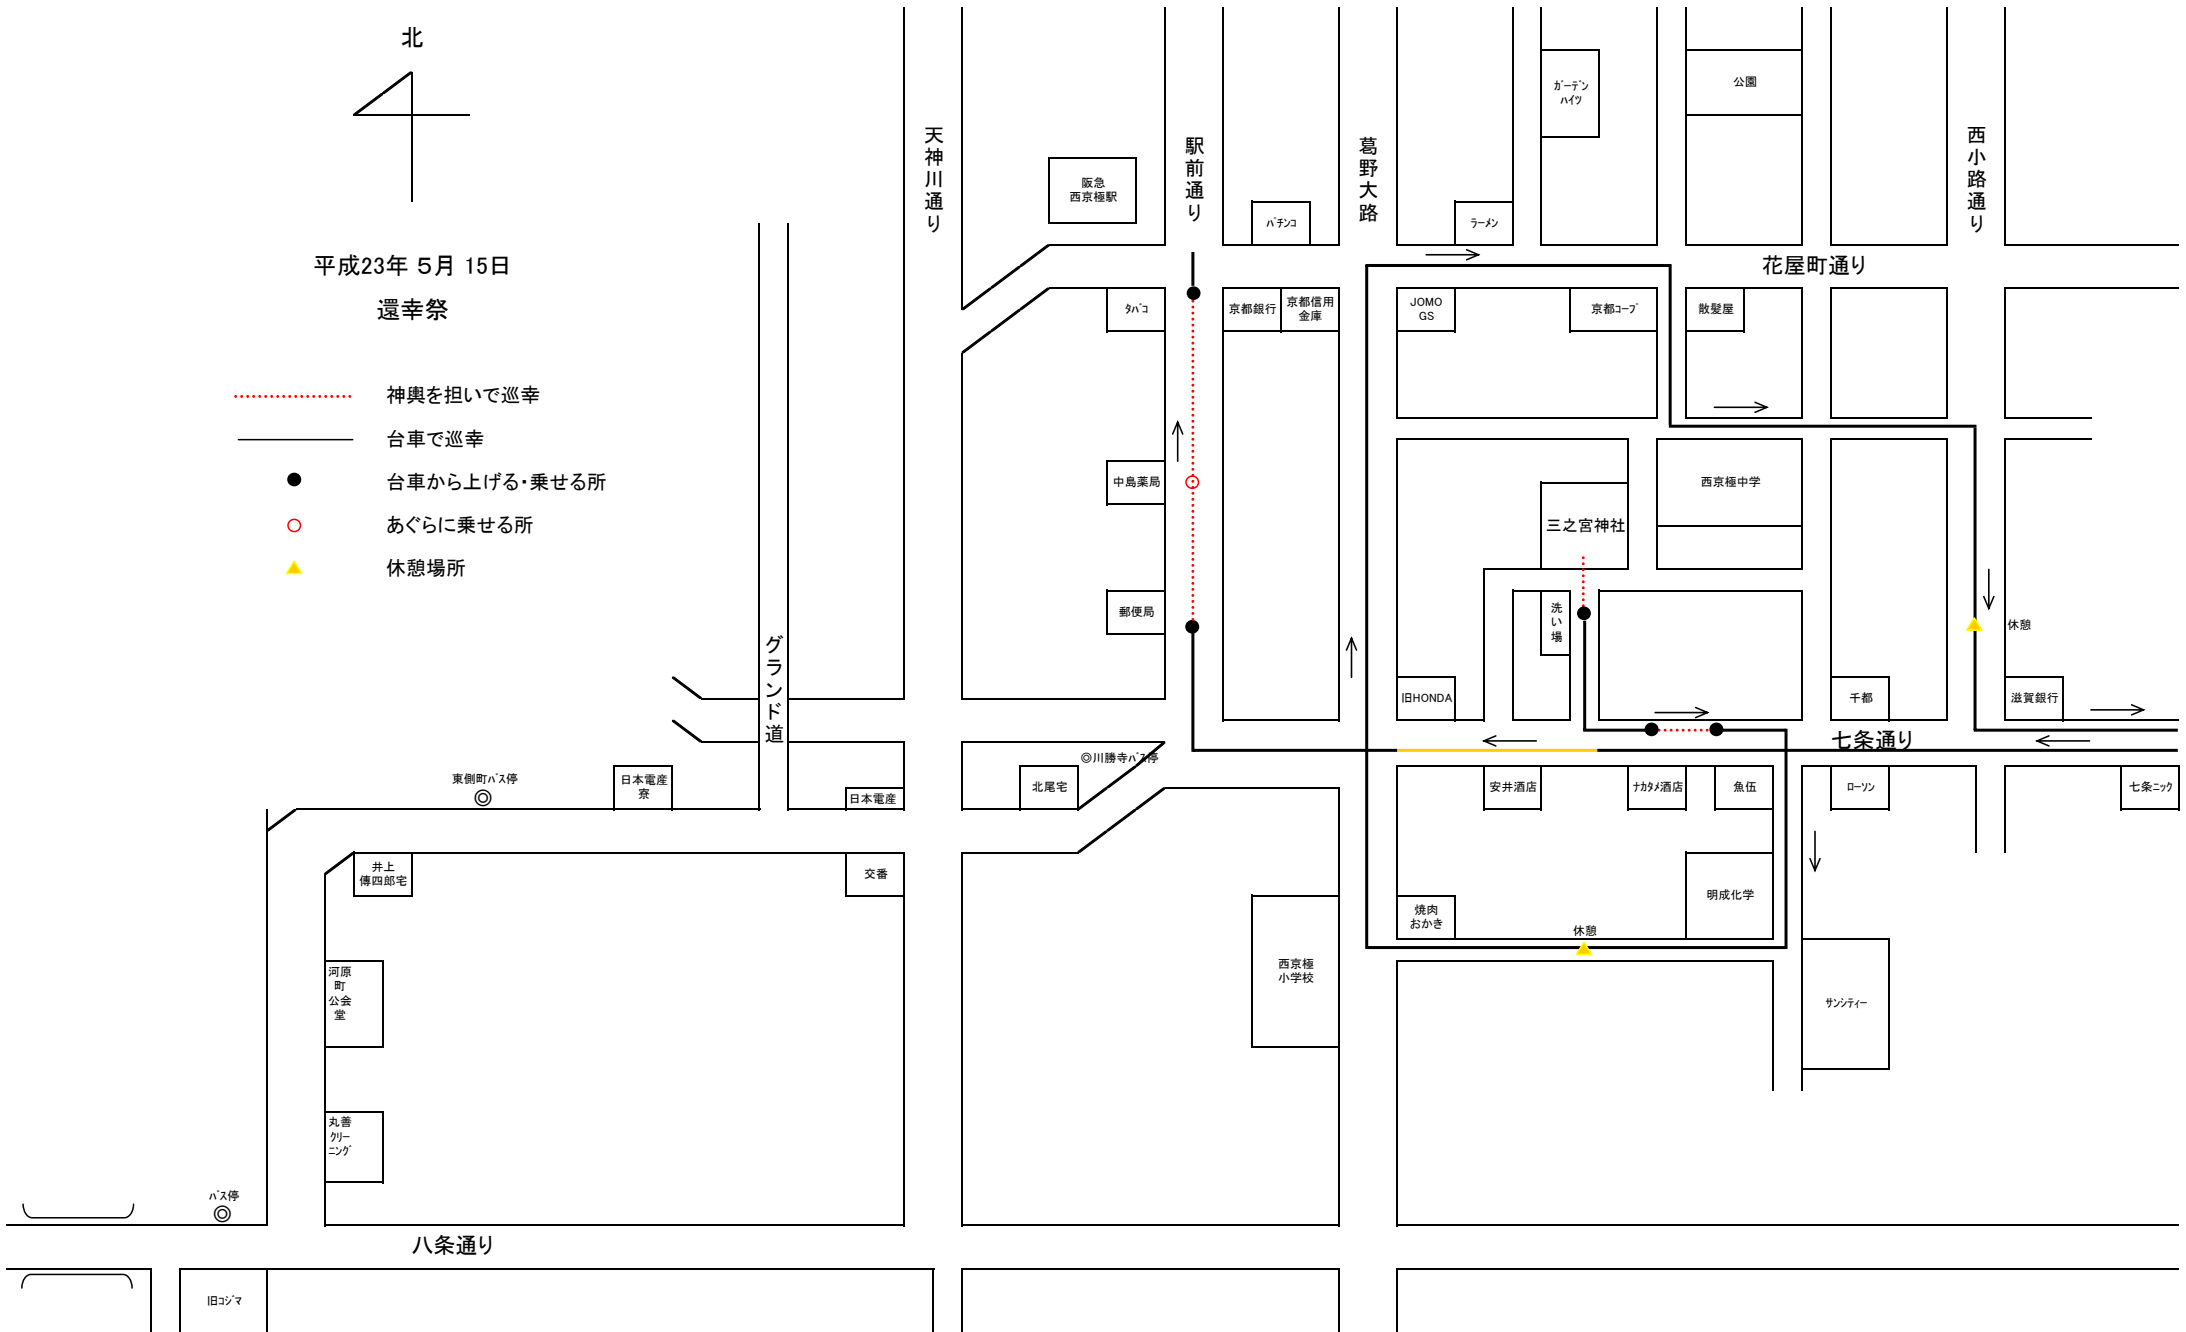 北
平成23年 5月 15日
還幸祭
神輿を担いで巡幸
台車で巡幸
台車から上げる・乗せる所
あぐらに乗せる所
休憩場所
天神川通り
駅前通り
葛野大路
西小路通り
グランド道
阪急
西京極駅
パチンコ
ラーメン
ガーデン
ハイツ
公園
花屋町通り
タバコ
京都銀行
京都信用
金庫
JOMO
GS
京都コープ
散髪屋
中島薬局
三之宮神社
西京極中学
郵便局
洗い場
休憩
旧HONDA
千都
滋賀銀行
七条通り
◎川勝寺バス停
東側町バス停
◎
日本電産
寮
日本電産
北尾宅
安井酒店
ナカタメ酒店
魚伍
ローソン
七条ニック
井上
傳四郎宅
交番
明成化学
焼肉
おかき
休憩
河原
町
公会
堂
西京極
小学校
サンシティー
丸善
クリー
ニング
バス停
◎
八条通り
旧コジマ